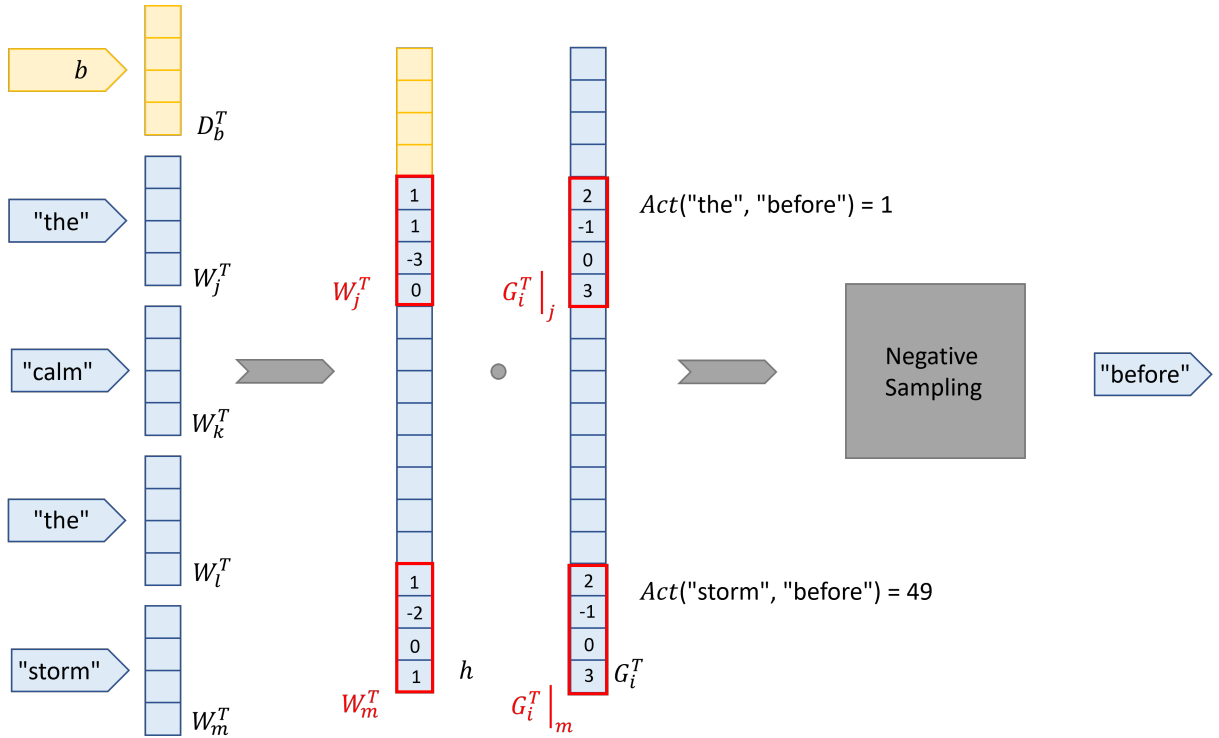 b
D_b^T
"the"
W_j^T
"calm"
W_k^T
"the"
W_l^T
"storm"
W_m^T
1
1
-3
0
W_j^T
1
-2
0
1
W_m^T
h
2
-1
0
3
G_i^T|_j
2
-1
0
3
G_i^T|_m
G_i^T
Act("the", "before") = 1
Act("storm", "before") = 49
Negative
Sampling
"before"